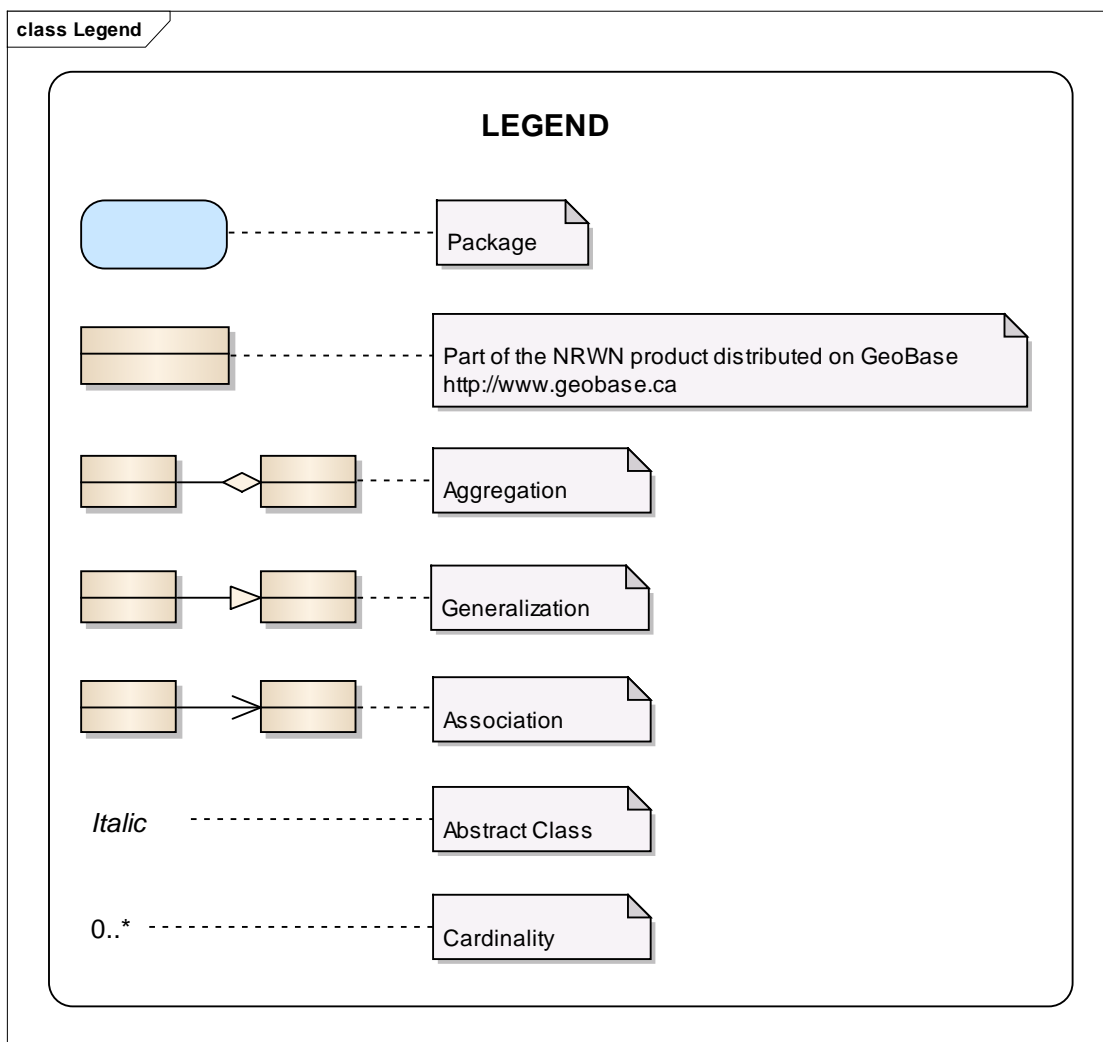 class Legend
LEGEND
Package
Part of the NRWN product distributed on GeoBase
http://www.geobase.ca
Aggregation
Generalization
Association
Italic
Abstract Class
0..*
Cardinality